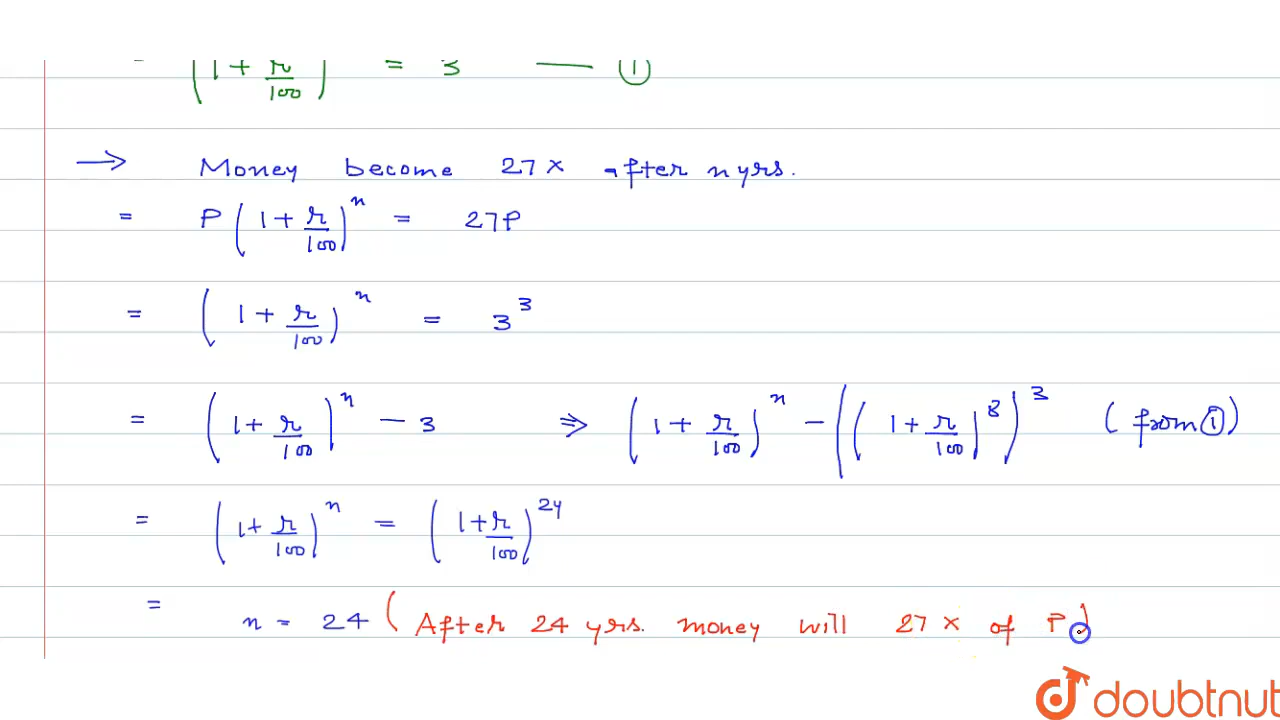 = (1 + r/100) = 3 — ①
→ Money become 27 x after n yrs.
= P(1 + r/100)^n = 27P
= (1 + r/100)^n = 3^3
= (1 + r/100)^n - 3 ⇒ (1 + r/100)^n - ((1 + r/100)^8)^3 (from ①)
= (1 + r/100)^n = (1 + r/100)^24
= n = 24 (After 24 yrs. money will 27 x of P)
doubtnut